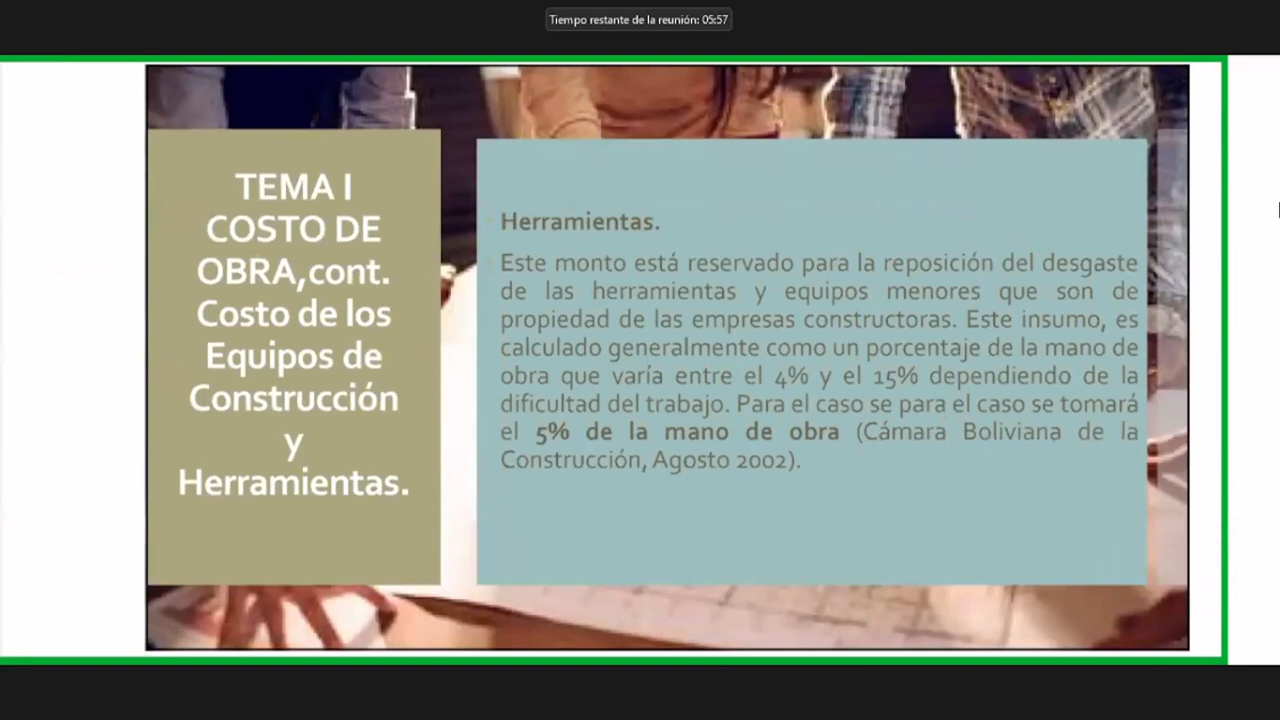 Tiempo restante de la reunión: 05:57
TEMA I
COSTO DE
OBRA,cont.
Costo de los
Equipos de
Construcción
y
Herramientas.
Herramientas.
Este monto está reservado para la reposición del desgaste
de las herramientas y equipos menores que son de
propiedad de las empresas constructoras. Este insumo, es
calculado generalmente como un porcentaje de la mano de
obra que varía entre el 4% y el 15% dependiendo de la
dificultad del trabajo. Para el caso se para el caso se tomará
el 5% de la mano de obra (Cámara Boliviana de la
Construcción, Agosto 2002).